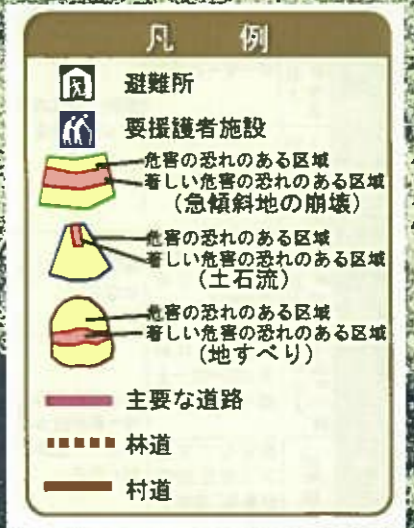 凡 例
避難所
要援護者施設
危害の恐れのある区域
著しい危害の恐れのある区域
(急傾斜地の崩壊)
危害の恐れのある区域
著しい危害の恐れのある区域
(土石流)
危害の恐れのある区域
著しい危害の恐れのある区域
(地すべり)
主要な道路
林道
村道